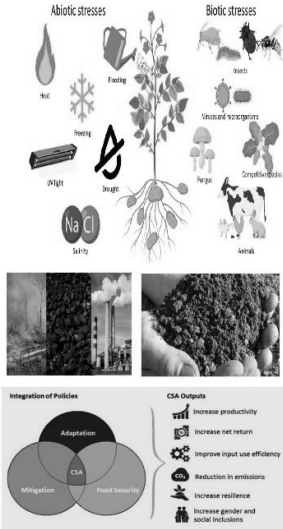 Abiotic stresses
Biotic stresses
Flooding
Heat
Insects
Freezing
Viruses and microorganisms
UV light
Drought
Fungus
Competitive species
Na Cl
Salinity
Animals
Integration of Policies
CSA Outputs
Adaptation
CSA
Mitigation
Food Security
Increase productivity
Increase net return
Improve input use efficiency
CO₂
Reduction in emissions
Increase resilience
Increase gender and
social inclusions